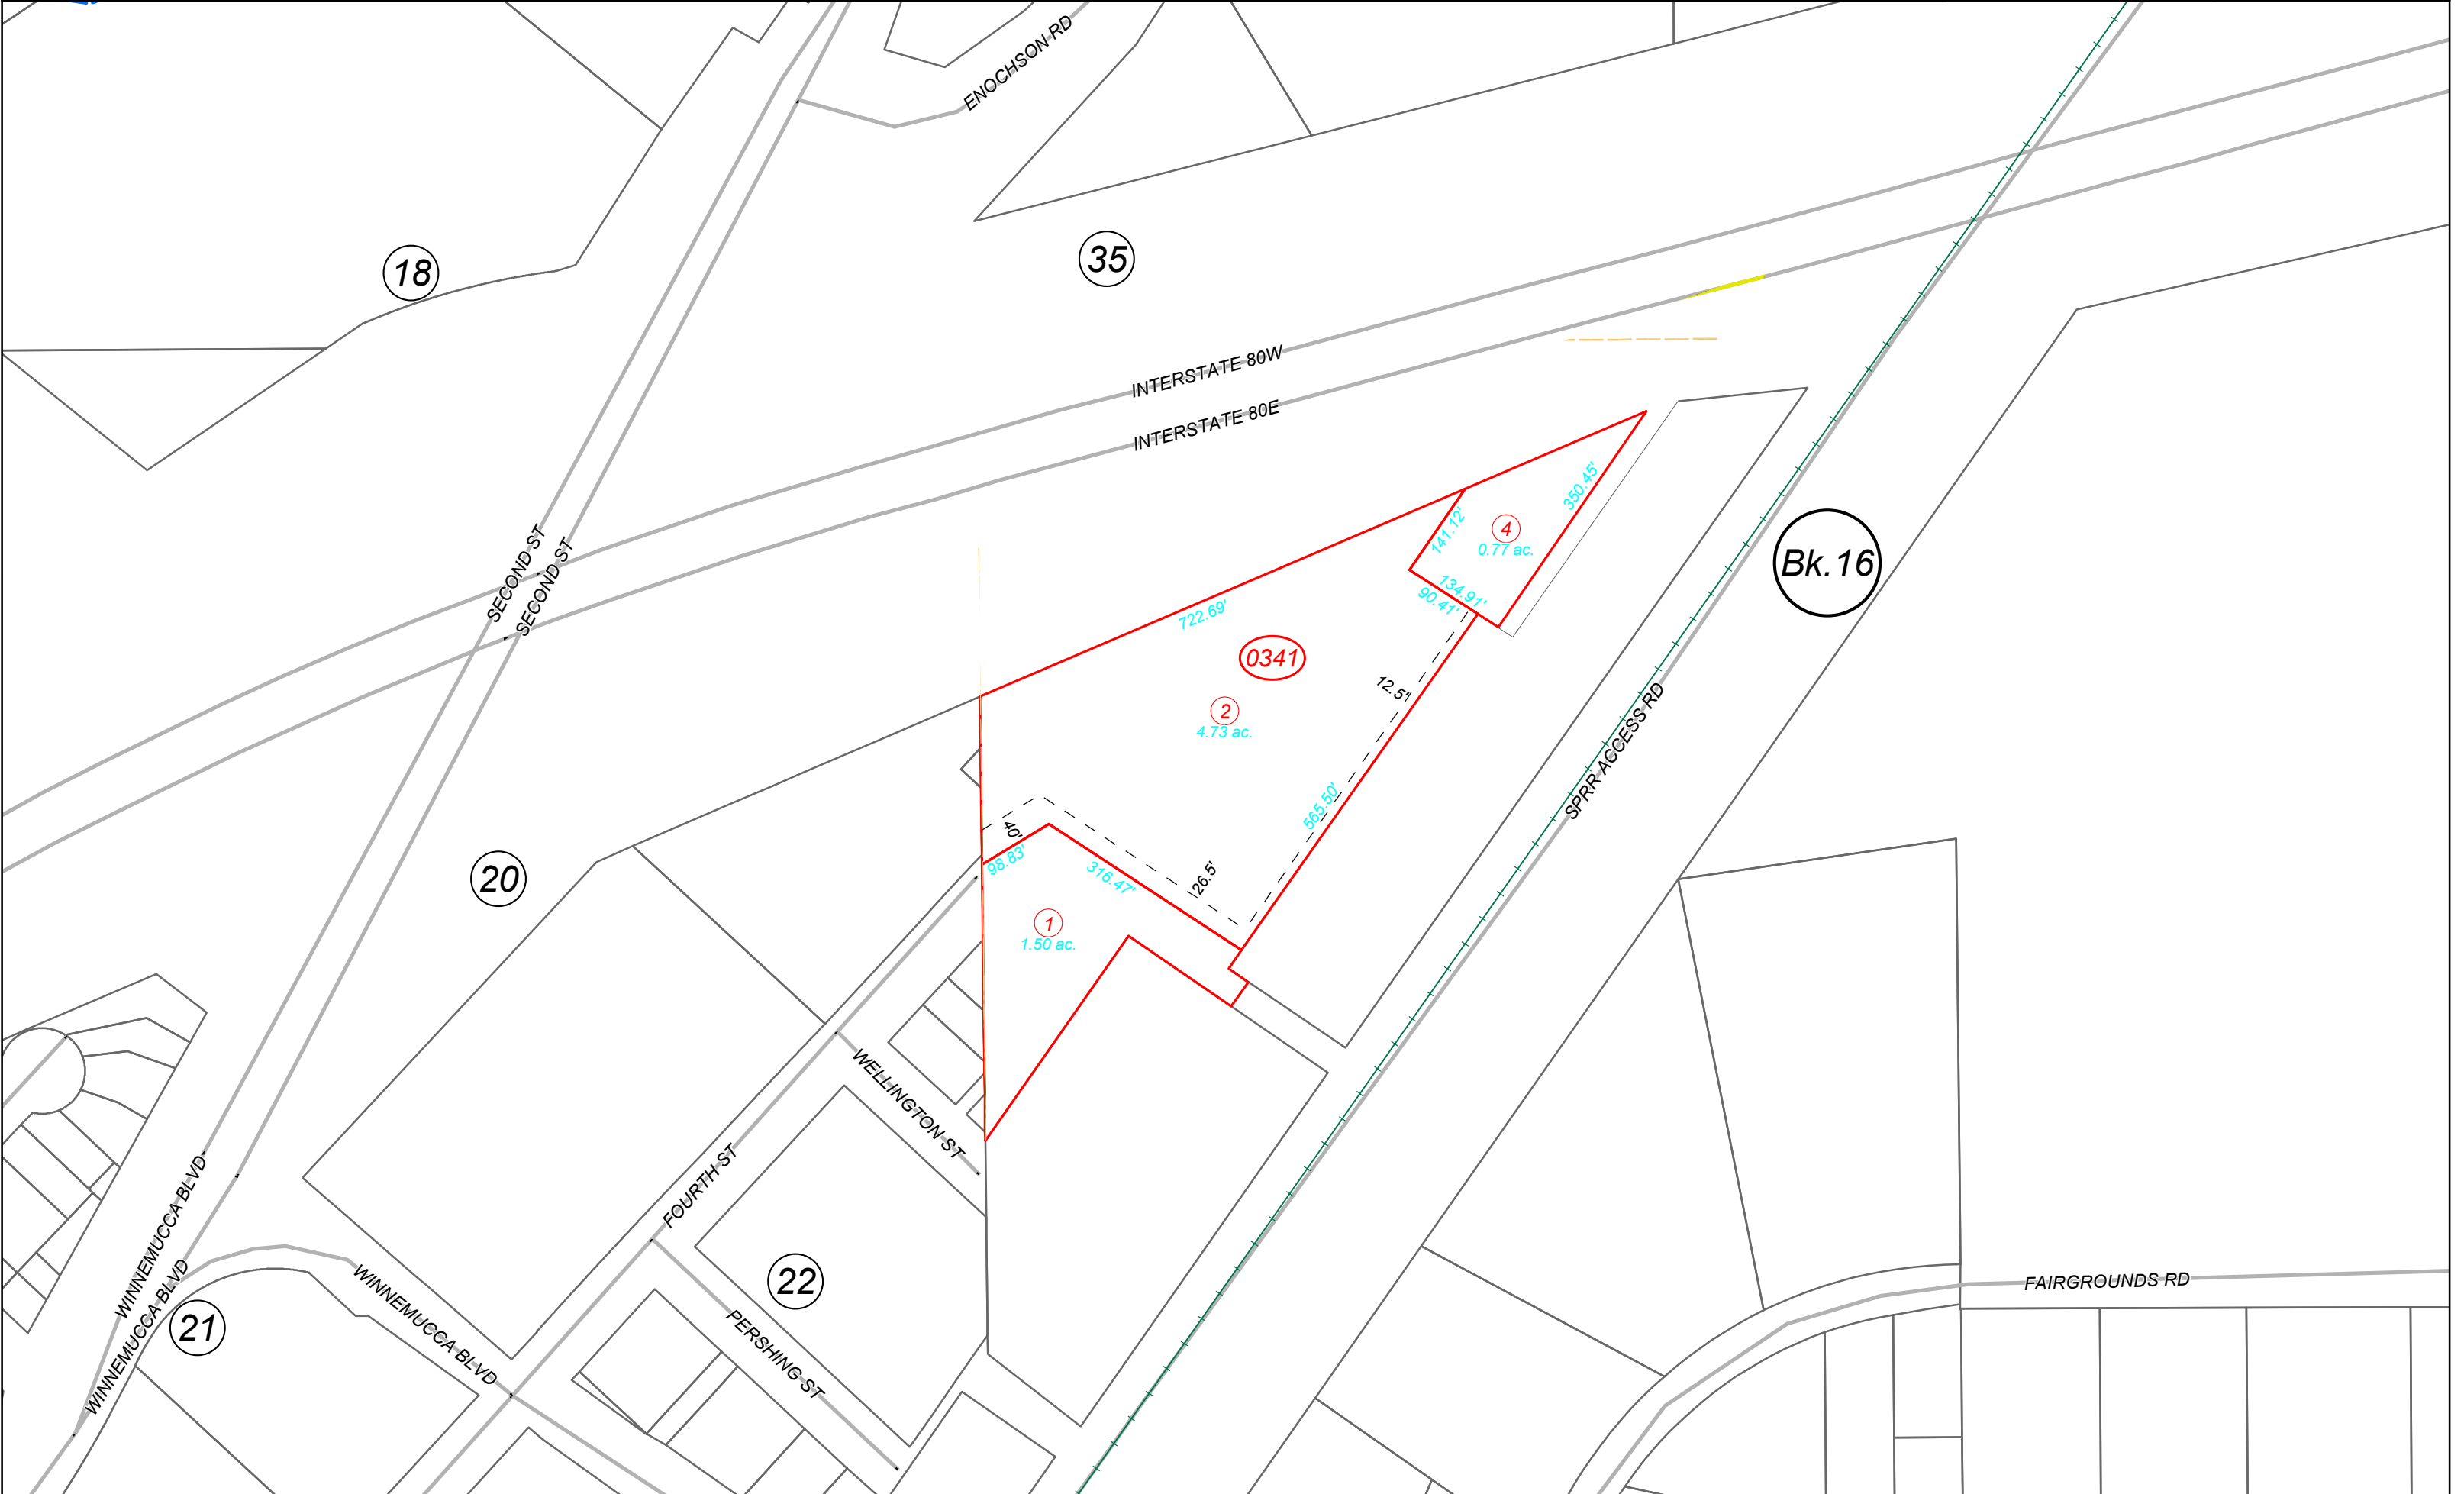 ENOCHSON RD
18
35
INTERSTATE 80W
INTERSTATE 80E
350.45'
141.12'
4
0.77 ac.
Bk.16
SECOND ST
SECOND ST
134.91'
90.41'
722.69'
0341
12.5'
2
4.73 ac.
SPRR ACCESS RD
565.50'
40'
98.83'
316.47'
26.5'
20
1
1.50 ac.
WELLINGTON ST
FOURTH ST
WINNEMUCCA BLVD
WINNEMUCCA BLVD
WINNEMUCCA BLVD
22
21
PERSHING ST
FAIRGROUNDS RD